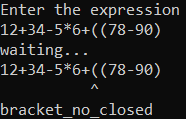 Enter the expression
12+34-5*6+((78-90)
waiting...
12+34-5*6+((78-90)
^
bracket_no_closed